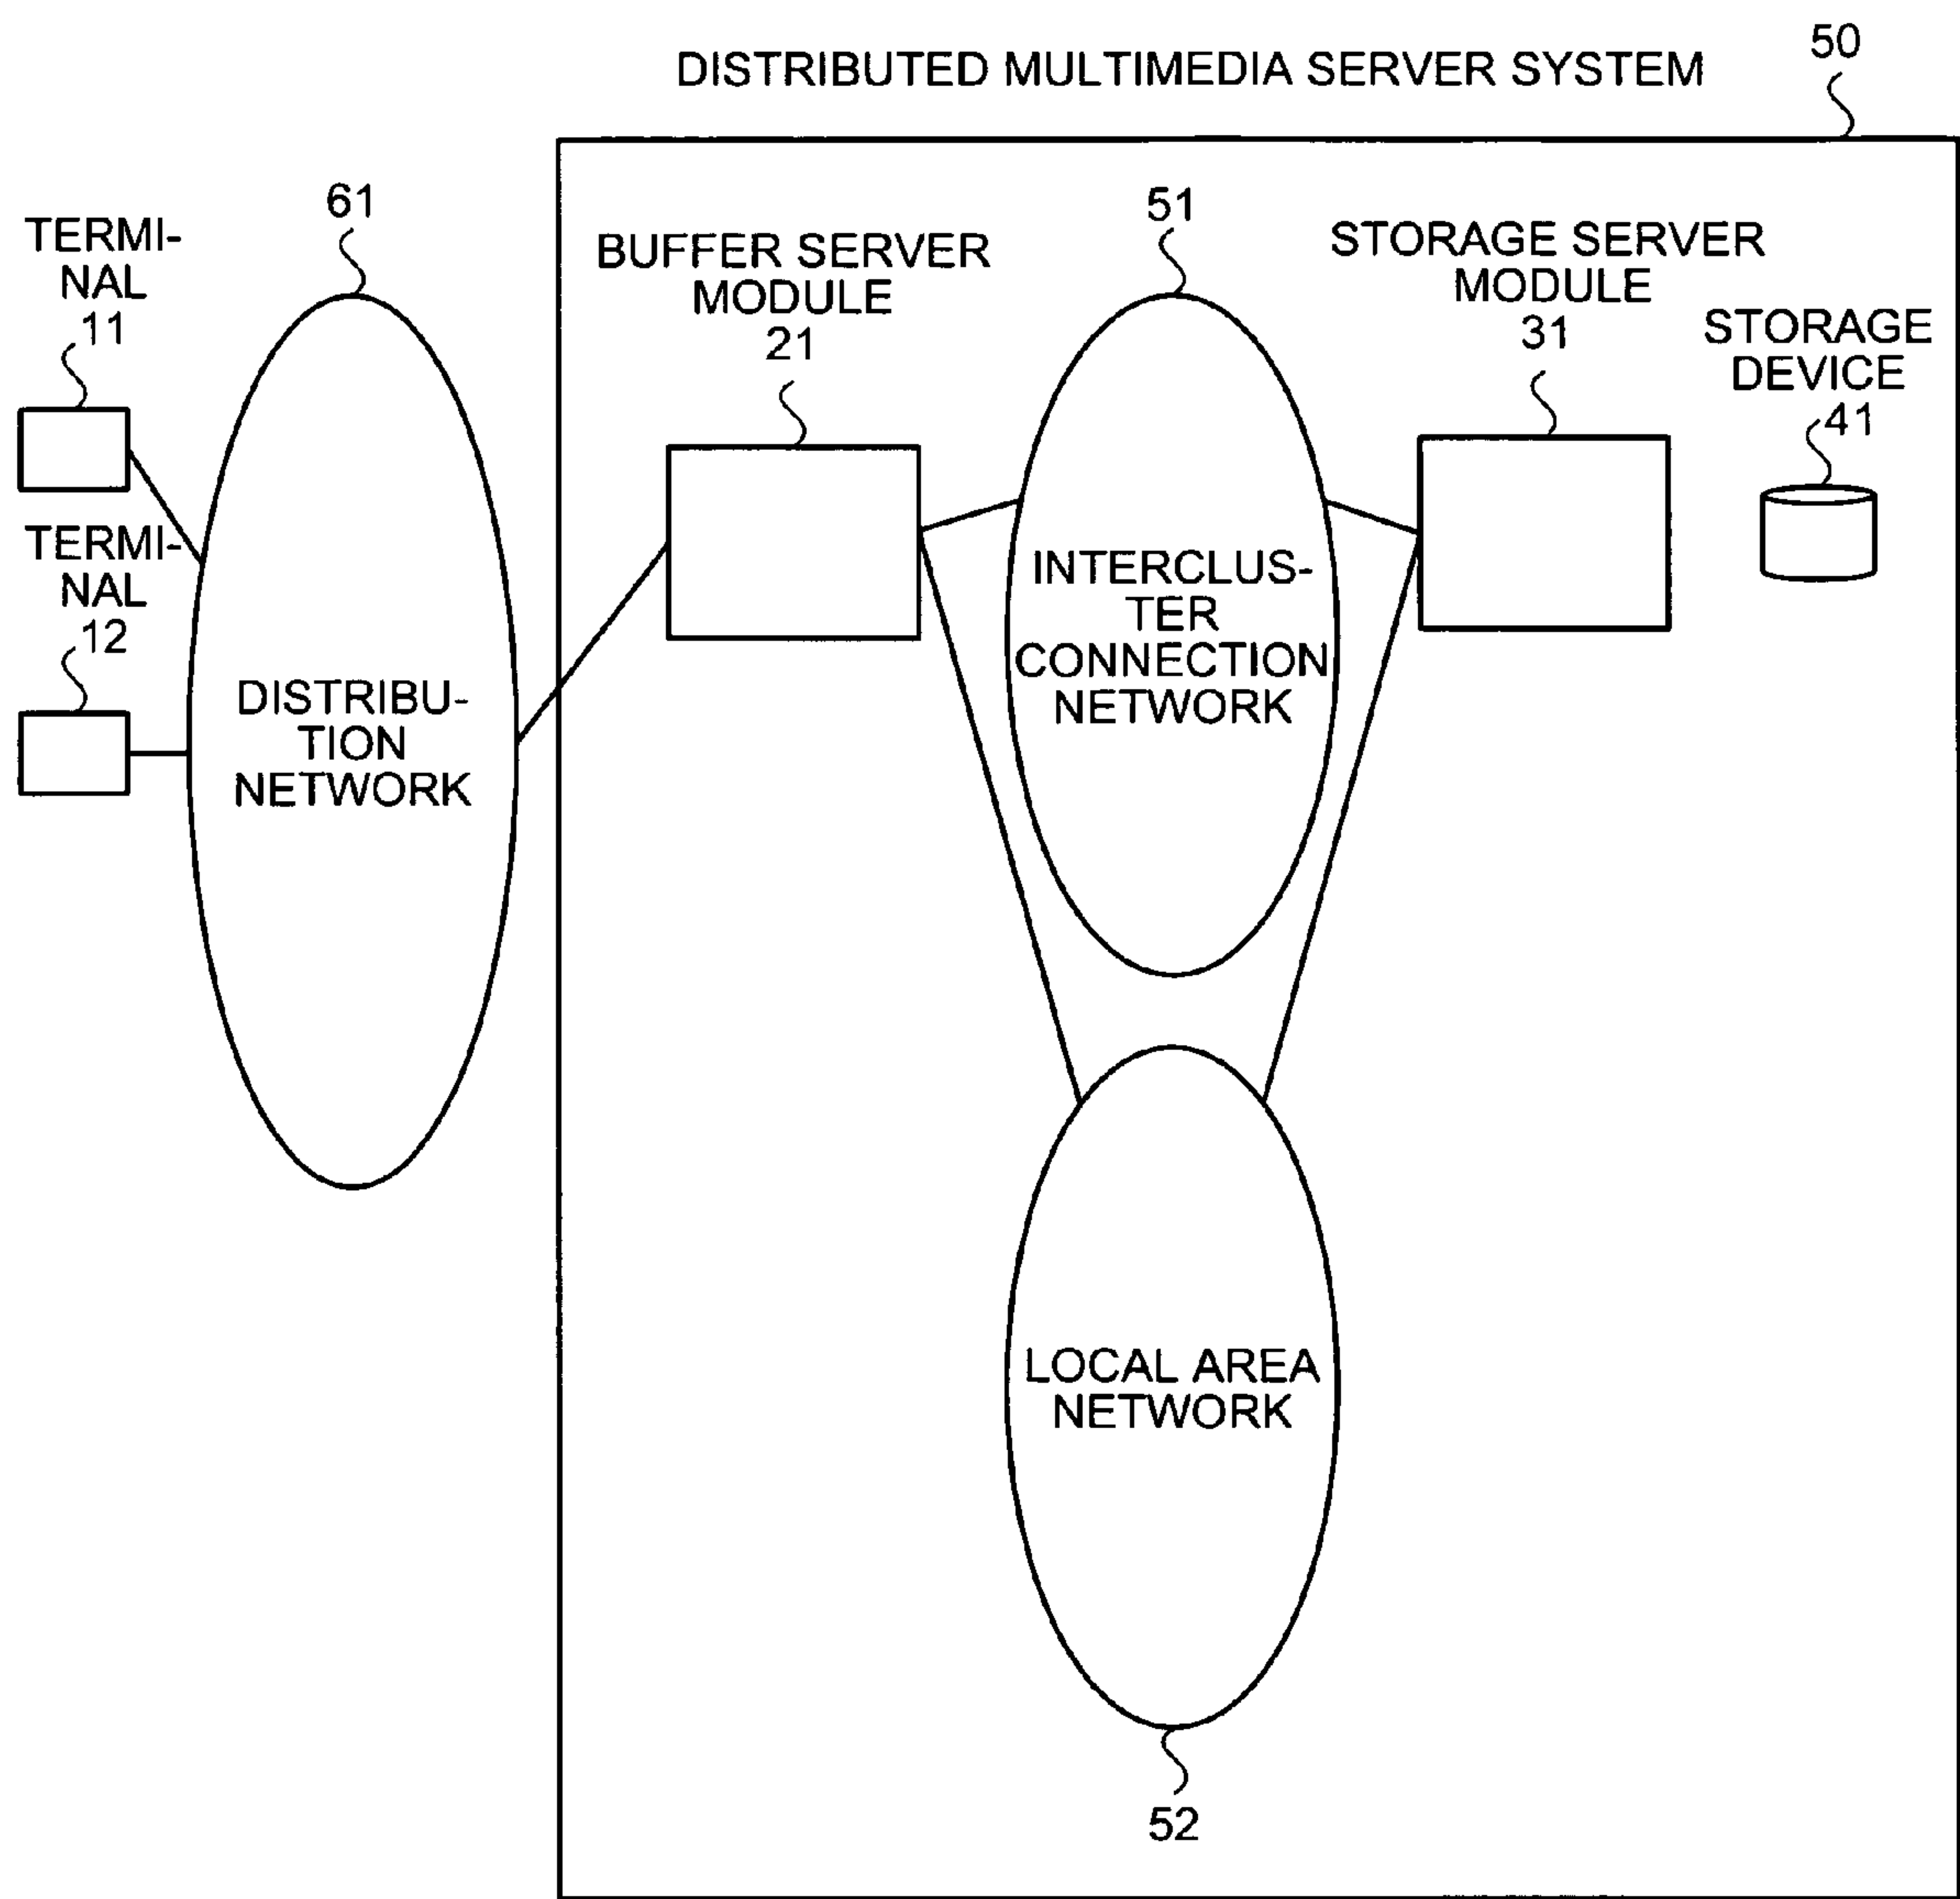 DISTRIBUTED MULTIMEDIA SERVER SYSTEM
50
TERMI-
NAL
11
61
BUFFER SERVER
MODULE
21
51
STORAGE SERVER
MODULE
31
STORAGE
DEVICE
41
TERMI-
NAL
12
DISTRIBU-
TION
NETWORK
INTERCLUS-
TER
CONNECTION
NETWORK
LOCAL AREA
NETWORK
52